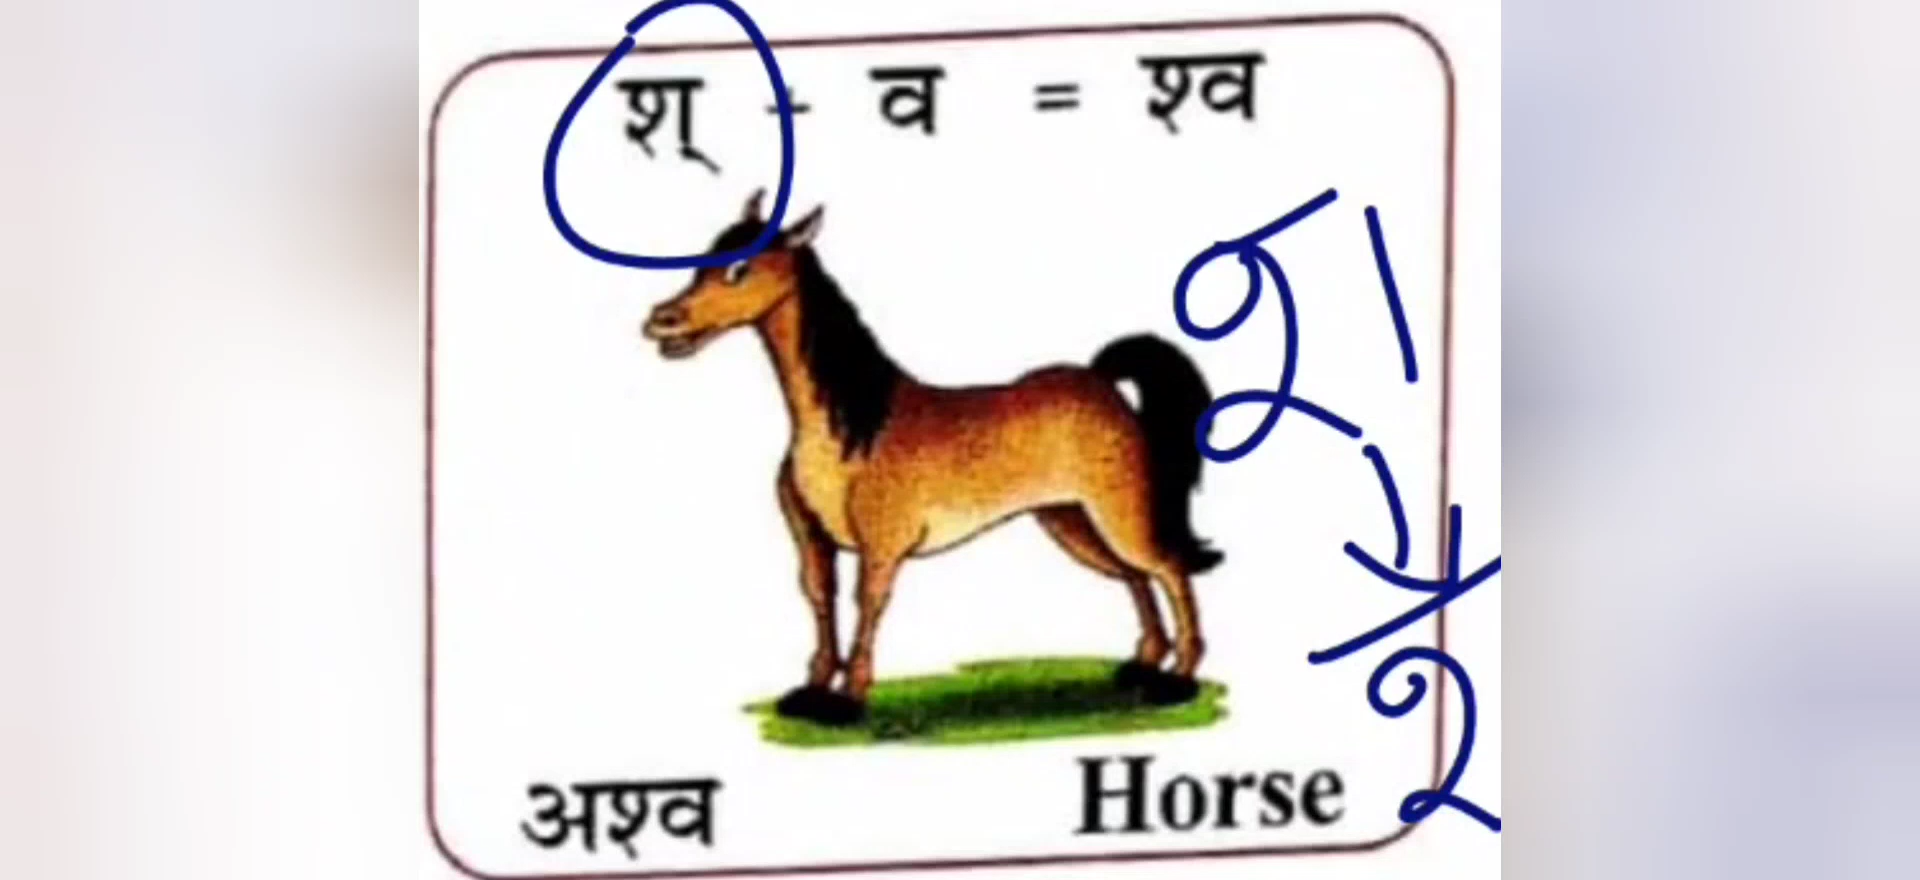 श् + व = श्व
श
श्
अश्व Horse